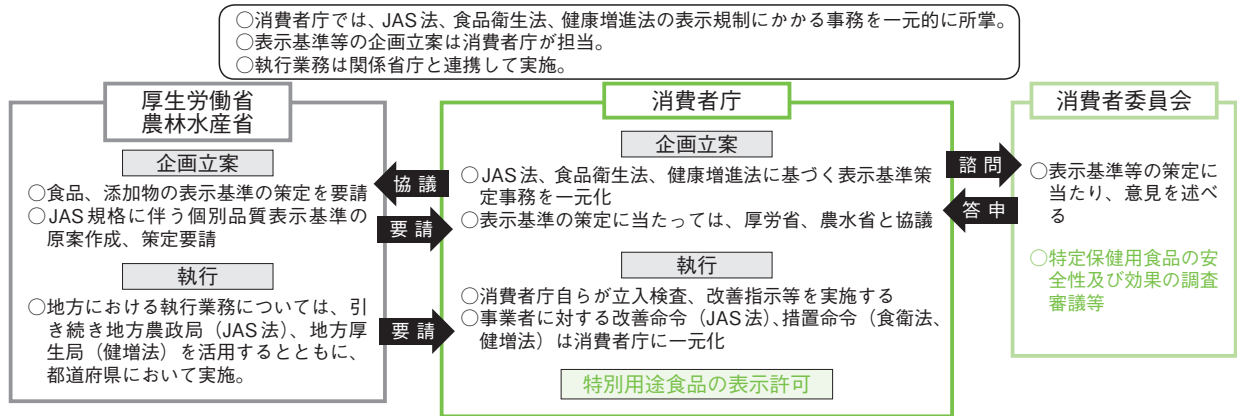 ○消費者庁では、JAS法、食品衛生法、健康増進法の表示規制にかかる事務を一元的に所掌。
○表示基準等の企画立案は消費者庁が担当。
○執行業務は関係省庁と連携して実施。
厚生労働省
農林水産省
企画立案
○食品、添加物の表示基準の策定を要請
○JAS規格に伴う個別品質表示基準の
原案作成、策定要請
執行
○地方における執行業務については、引
き続き地方農政局（JAS法）、地方厚
生局（健増法）を活用するとともに、
都道府県において実施。
協議
要請
要請
消費者庁
企画立案
○JAS法、食品衛生法、健康増進法に基づく表示基準策
定事務を一元化
○表示基準の策定に当たっては、厚労省、農水省と協議
執行
○消費者庁自らが立入検査、改善指示等を実施する
○事業者に対する改善命令（JAS法）、措置命令（食衛法、
健増法）は消費者庁に一元化
特別用途食品の表示許可
諮問
答申
消費者委員会
○表示基準等の策定に
当たり、意見を述べ
る
○特定保健用食品の安
全性及び効果の調査
審議等